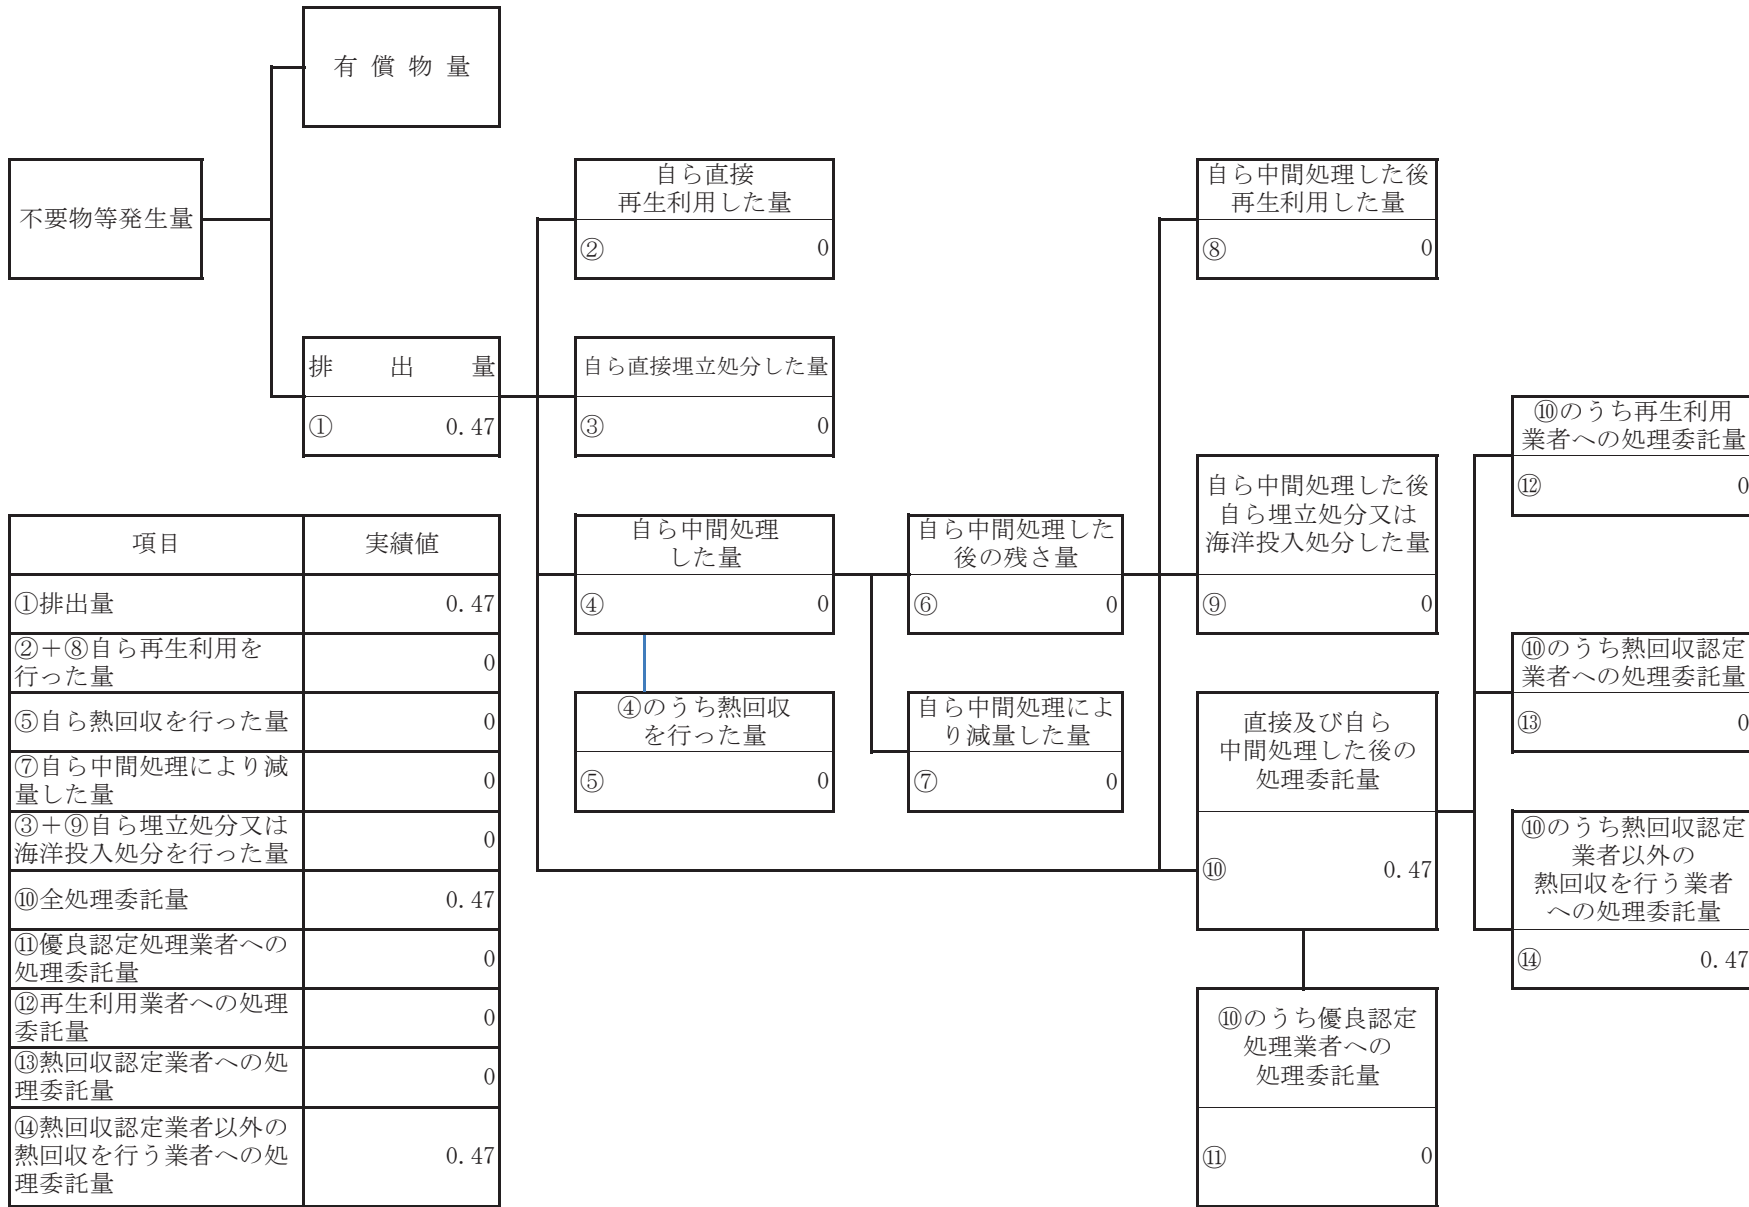 有償物量
不要物等発生量
排出量
① 0.47
自ら直接
再生利用した量
② 0
自ら直接埋立処分した量
③ 0
自ら中間処理
した量
④ 0
④のうち熱回収
を行った量
⑤ 0
自ら中間処理した
後の残さ量
⑥ 0
自ら中間処理によ
り減量した量
⑦ 0
自ら中間処理した後
再生利用した量
⑧ 0
自ら中間処理した後
自ら埋立処分又は
海洋投入処分した量
⑨ 0
直接及び自ら
中間処理した後の
処理委託量
⑩ 0.47
⑩のうち優良認定
処理業者への
処理委託量
⑪ 0
⑩のうち再生利用
業者への処理委託量
⑫ 0
⑩のうち熱回収認定
業者への処理委託量
⑬ 0
⑩のうち熱回収認定
業者以外の
熱回収を行う業者
への処理委託量
⑭ 0.47
項目 実績値
①排出量 0.47
②＋⑧自ら再生利用を
行った量 0
⑤自ら熱回収を行った量 0
⑦自ら中間処理により減
量した量 0
③＋⑨自ら埋立処分又は
海洋投入処分を行った量 0
⑩全処理委託量 0.47
⑪優良認定処理業者への
処理委託量 0
⑫再生利用業者への処理
委託量 0
⑬熱回収認定業者への処
理委託量 0
⑭熱回収認定業者以外の
熱回収を行う業者への処
理委託量 0.47